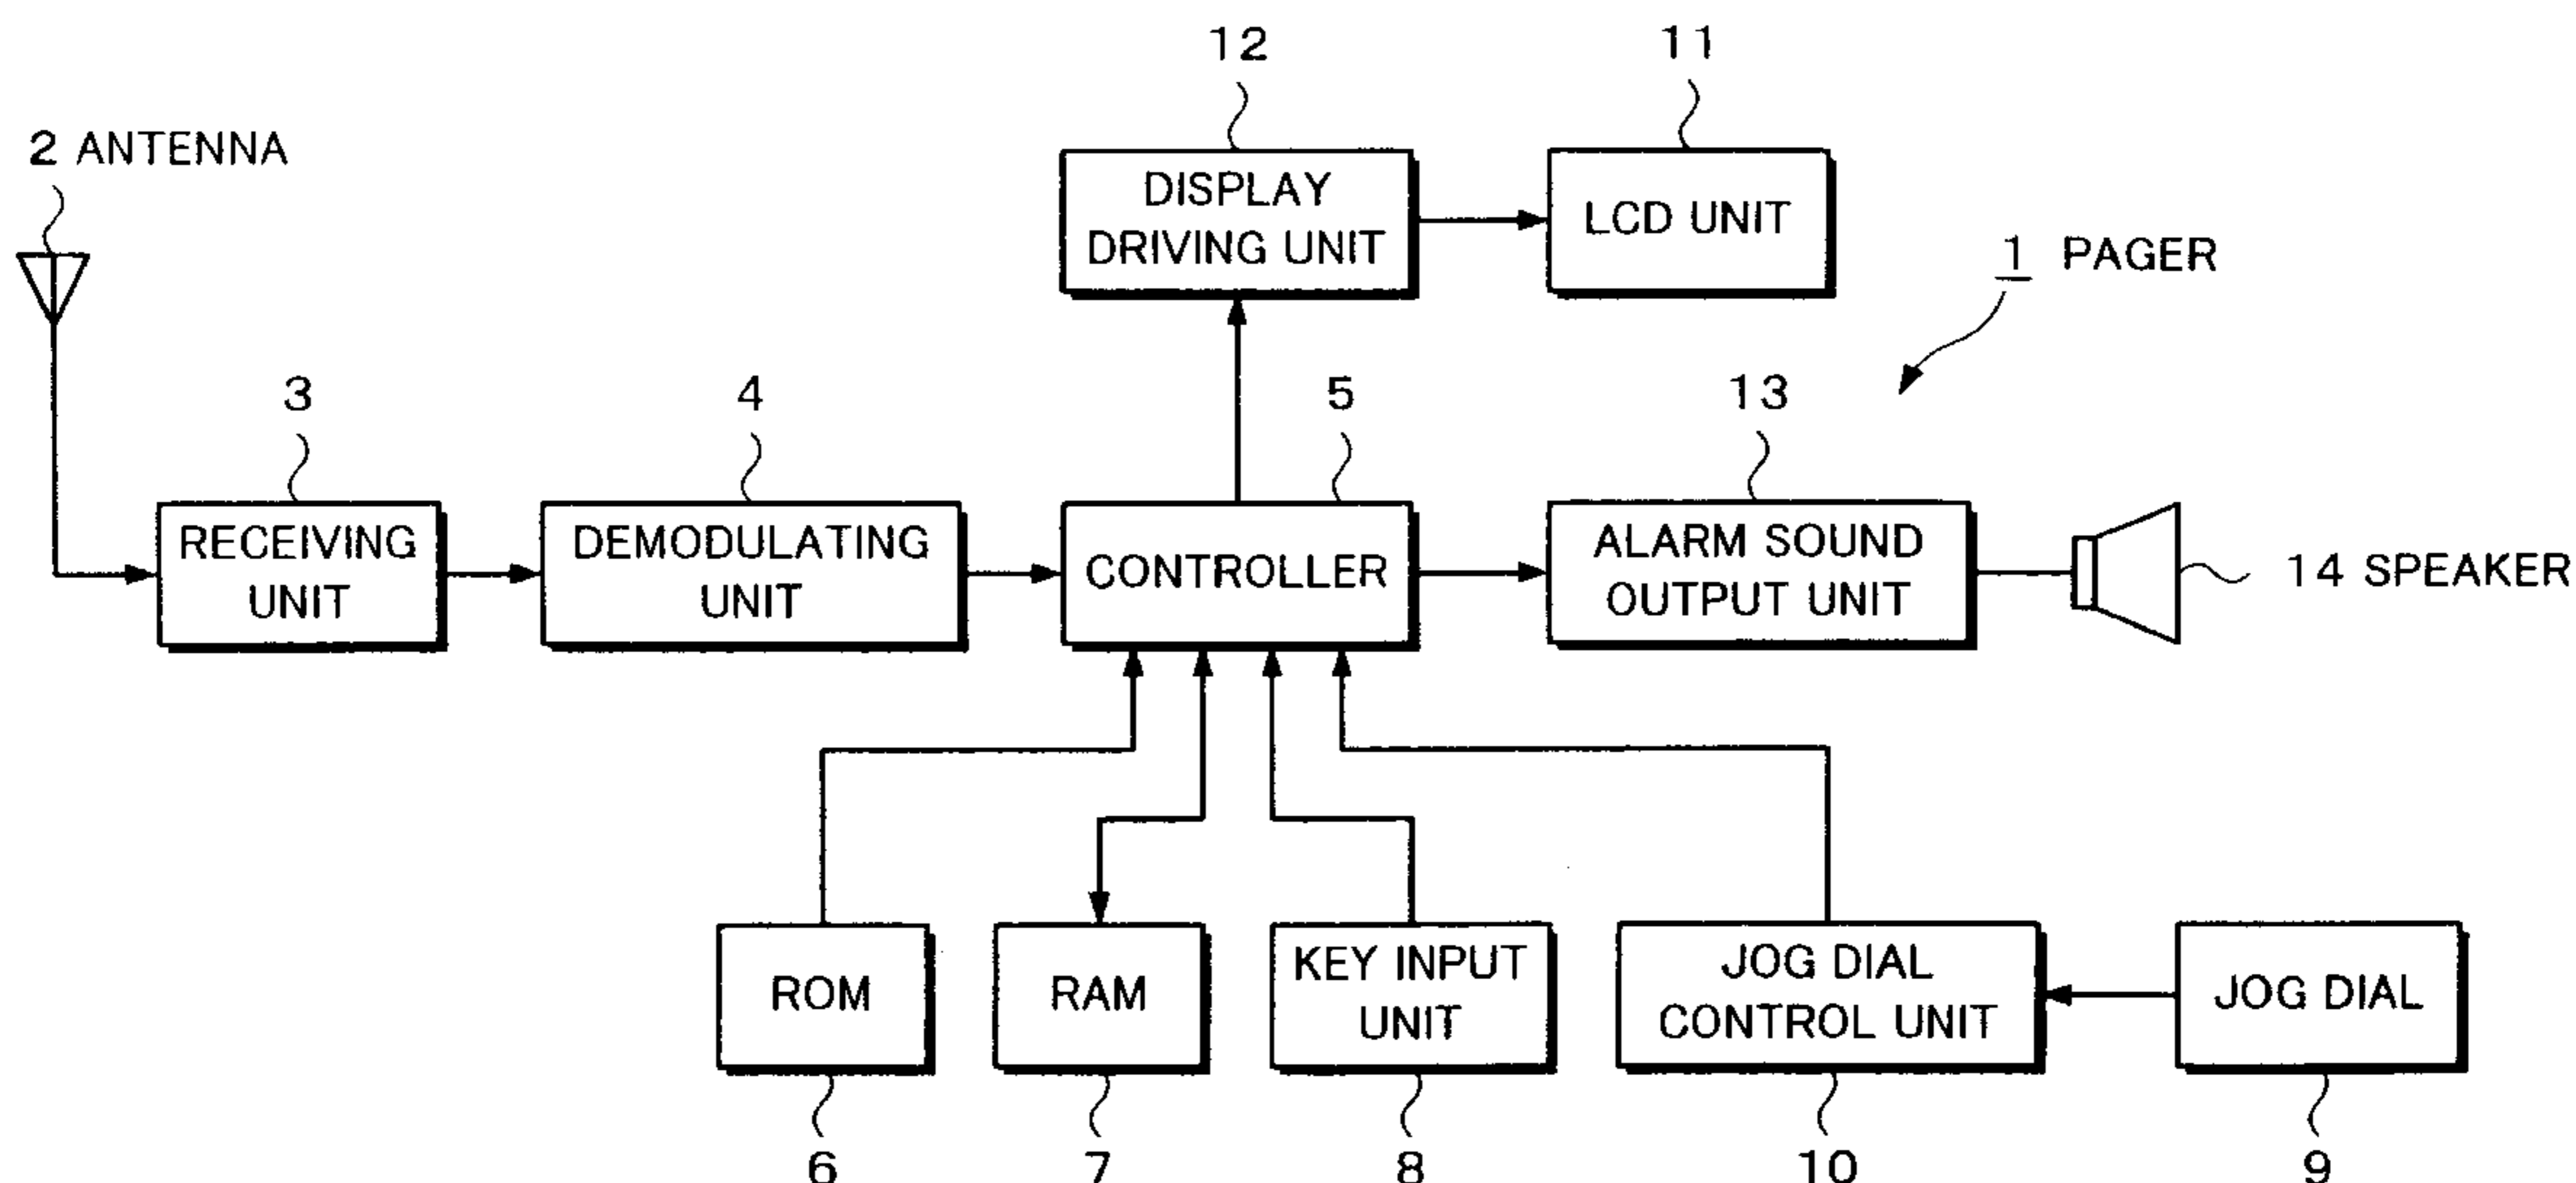 12
11
2 ANTENNA
DISPLAY
DRIVING UNIT
LCD UNIT
1 PAGER
3
4
5
13
RECEIVING
UNIT
DEMODULATING
UNIT
CONTROLLER
ALARM SOUND
OUTPUT UNIT
14 SPEAKER
ROM
RAM
KEY INPUT
UNIT
JOG DIAL
CONTROL UNIT
JOG DIAL
6
7
8
10
9